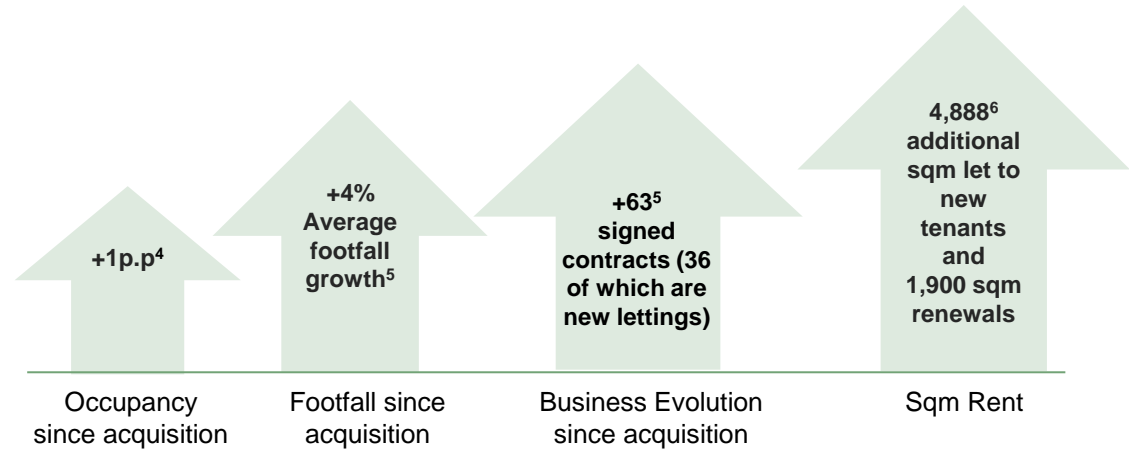 +1p.p⁴
+4%
Average
footfall
growth⁵
+63⁵
signed
contracts (36
of which are
new lettings)
4,888⁶
additional
sqm let to
new
tenants
and
1,900 sqm
renewals
Occupancy
since acquisition
Footfall since
acquisition
Business Evolution
since acquisition
Sqm Rent